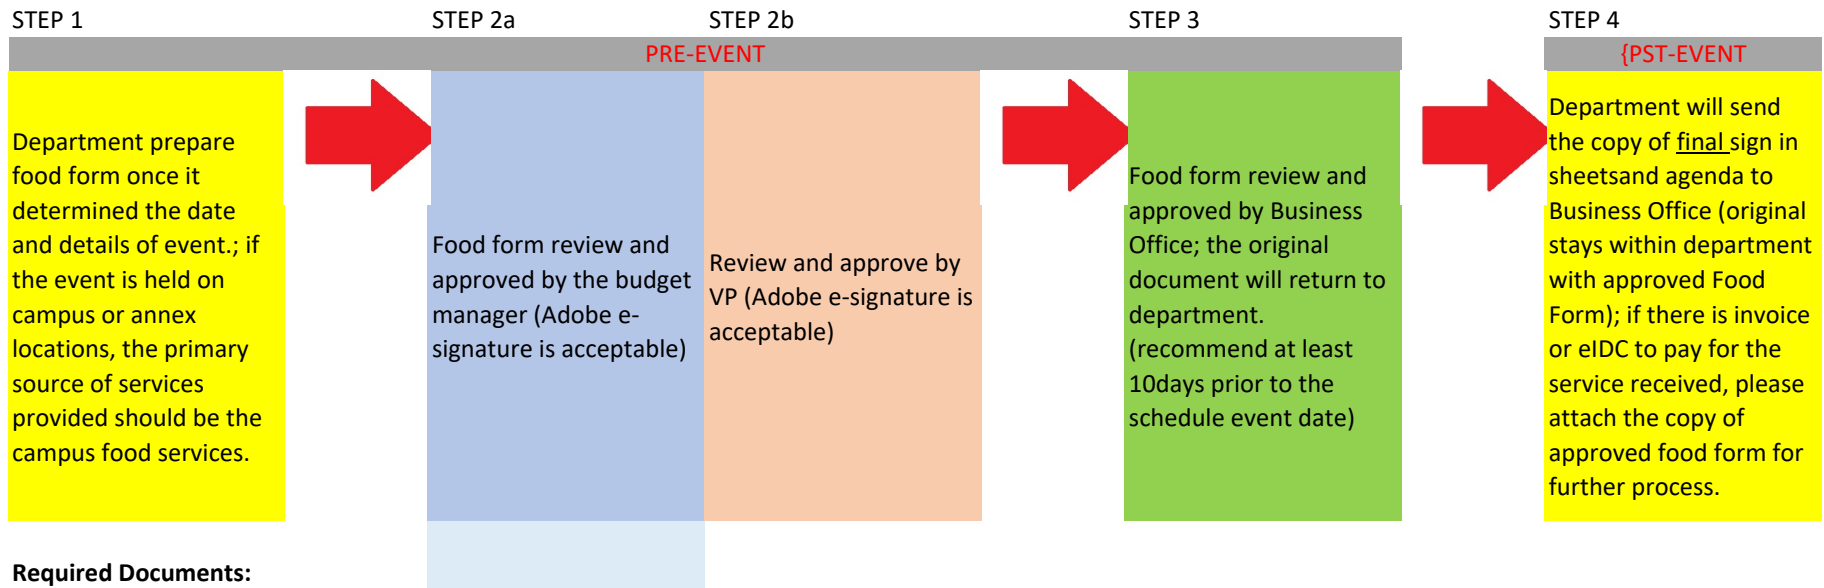 STEP 1
STEP 2a
STEP 2b
STEP 3
STEP 4
PRE-EVENT
{PST-EVENT
Department prepare
food form once it
determined the date
and details of event.; if
the event is held on
campus or annex
locations, the primary
source of services
provided should be the
campus food services.
Food form review and
approved by the budget
manager (Adobe e-
signature is acceptable)
Review and approve by
VP (Adobe e-signature is
acceptable)
Food form review and
approved by Business
Office; the original
document will return to
department.
(recommend at least
10days prior to the
schedule event date)
Department will send
the copy of final sign in
sheetsand agenda to
Business Office (original
stays within department
with approved Food
Form); if there is invoice
or eIDC to pay for the
service received, please
attach the copy of
approved food form for
further process.
Required Documents: